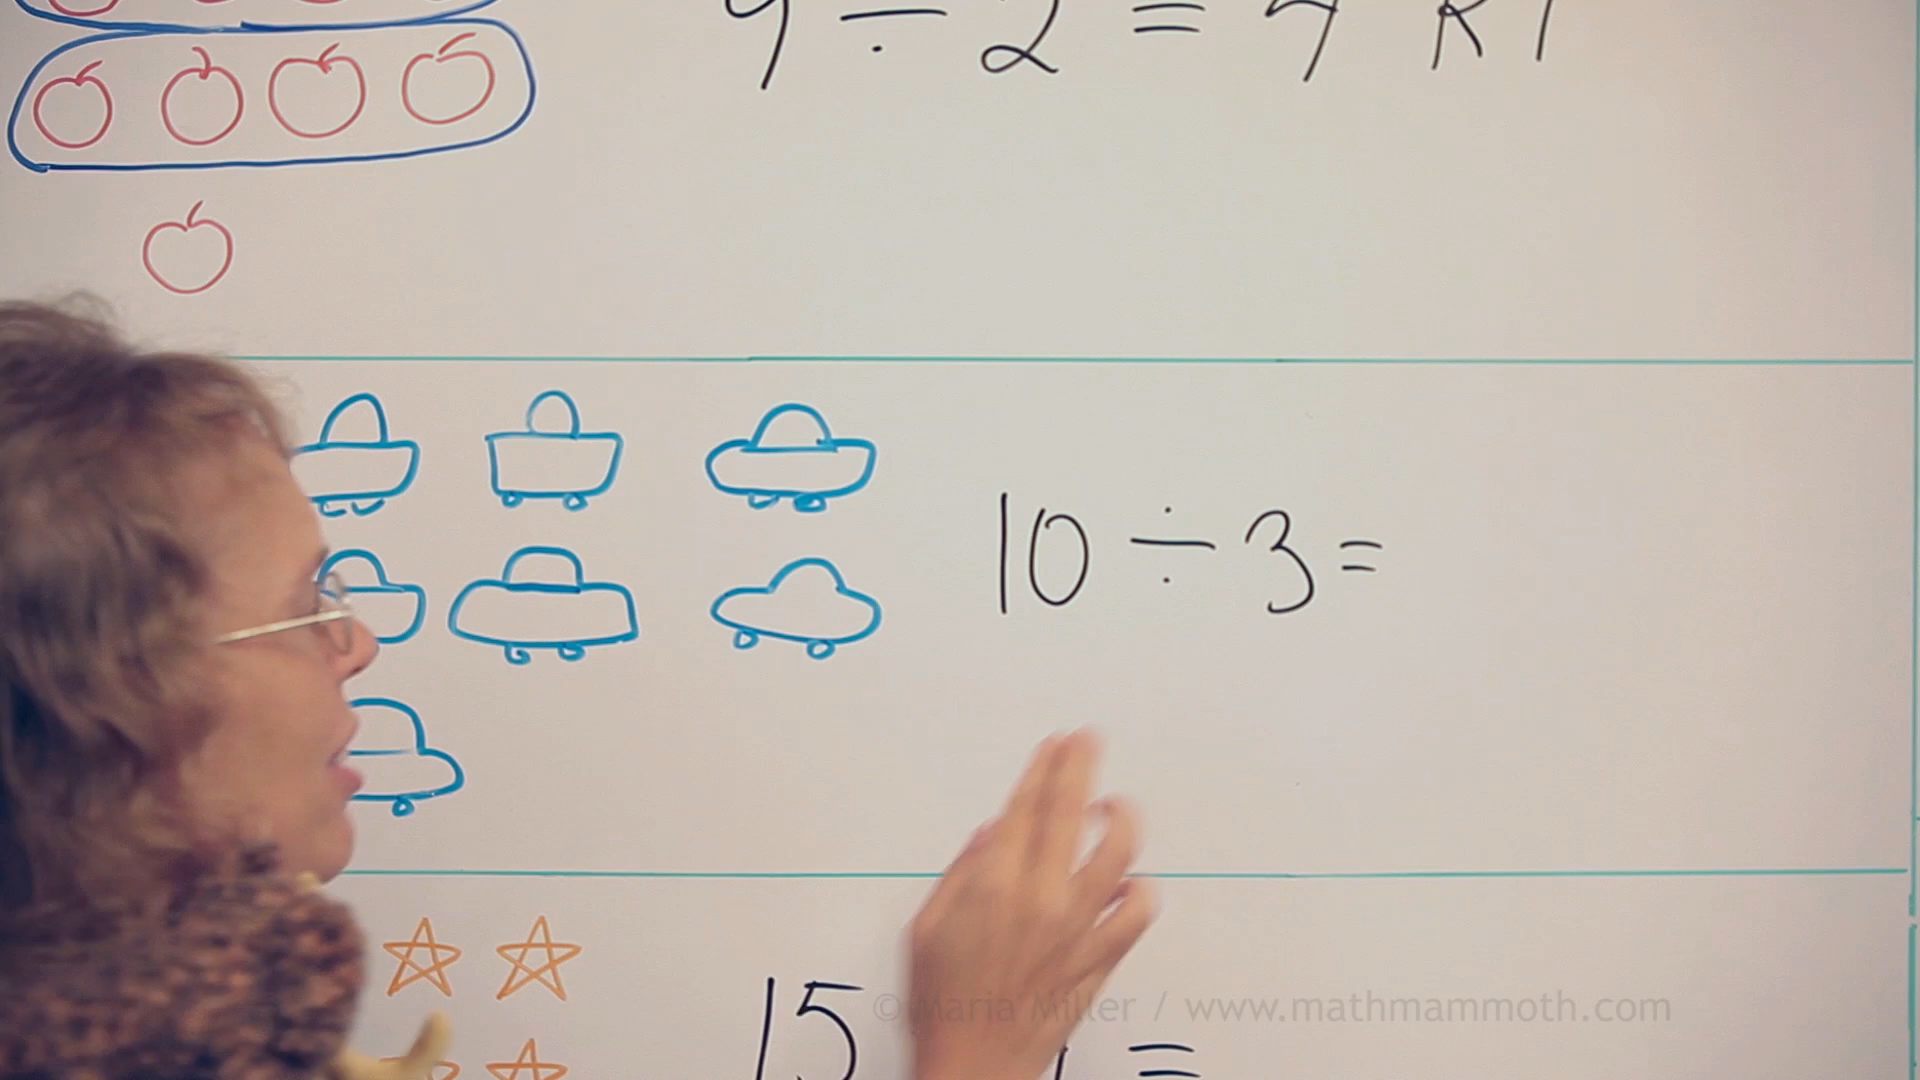 9 ÷ 2 = 4 R1
10 ÷ 3 =
15 =
© Maria Miller / www.mathmammoth.com